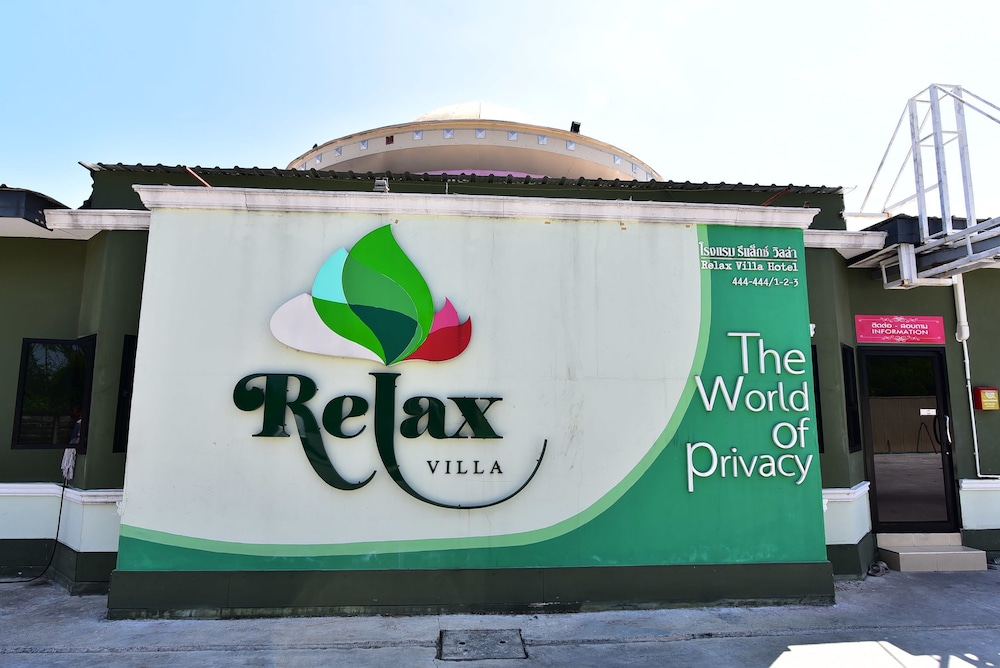 Relax
VILLA
โรงแรม รีแล็กซ์ วิลล่า
Relax Villa Hotel
444-444/1-2-3
The
World
of
Privacy
ติดต่อ - สอบถาม
INFORMATION